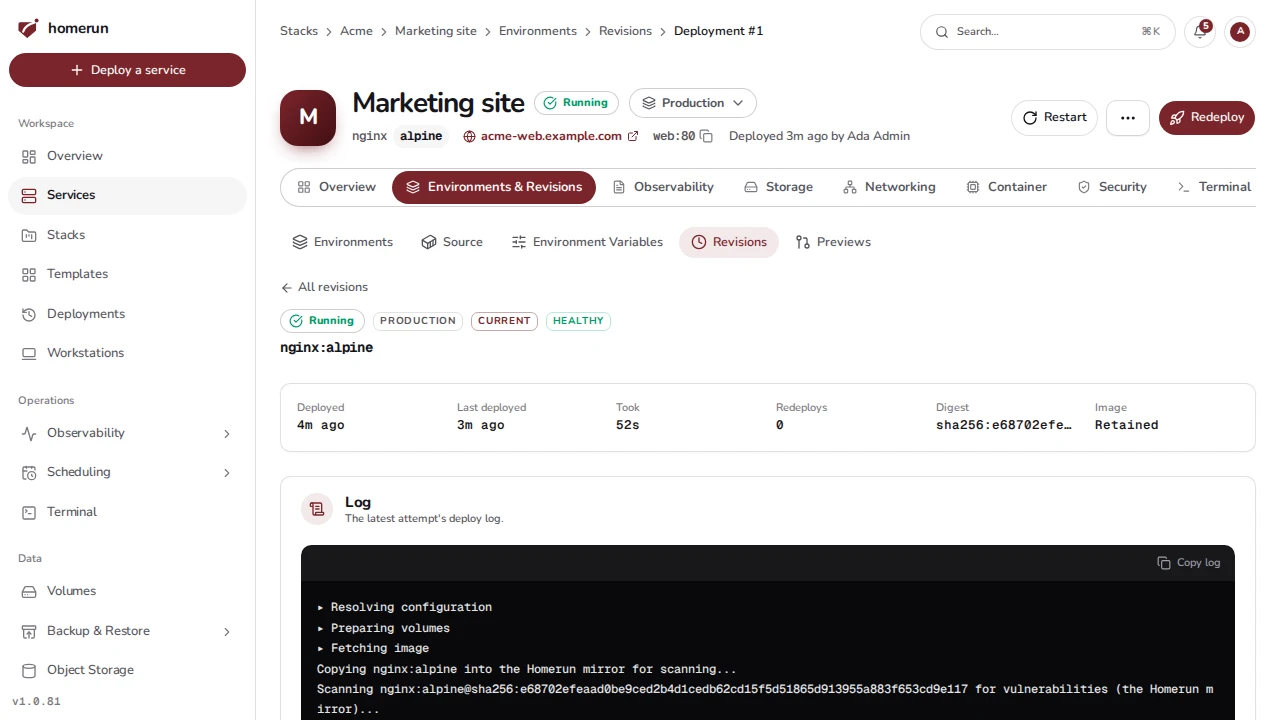 homerun
Deploy a service
Workspace
Overview
Services
Stacks
Templates
Deployments
Workstations
Operations
Observability
Scheduling
Terminal
Data
Volumes
Backup & Restore
Object Storage
v1.0.81
Stacks > Acme > Marketing site > Environments > Revisions > Deployment #1
Search... ⌘K
5
A
M
Marketing site Running Production
nginx alpine acme-web.example.com web:80 Deployed 3m ago by Ada Admin
Restart ... Redeploy
Overview Environments & Revisions Observability Storage Networking Container Security Terminal
Environments Source Environment Variables Revisions Previews
← All revisions
Running PRODUCTION CURRENT HEALTHY
nginx:alpine
Deployed Last deployed Took Redeploys Digest Image
4m ago 3m ago 52s 0 sha256:e68702efe… Retained
Log
The latest attempt's deploy log.
Copy log
▸ Resolving configuration
▸ Preparing volumes
▸ Fetching image
Copying nginx:alpine into the Homerun mirror for scanning...
Scanning nginx:alpine@sha256:e68702efeaad0be9ced2b4d1cedb62cd15f5d51865d913955a883f653cd9e117 for vulnerabilities (the Homerun m
irror)...